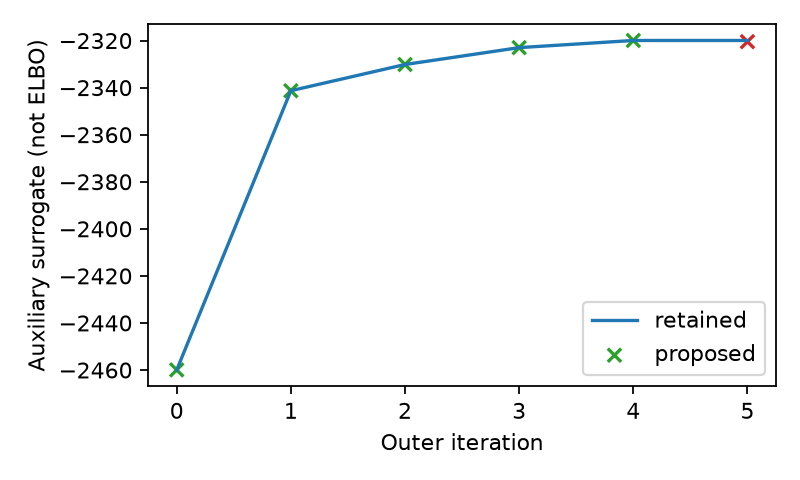 Auxiliary surrogate (not ELBO)
−2320
−2340
−2360
−2380
−2400
−2420
−2440
−2460
retained
proposed
0 1 2 3 4 5
Outer iteration